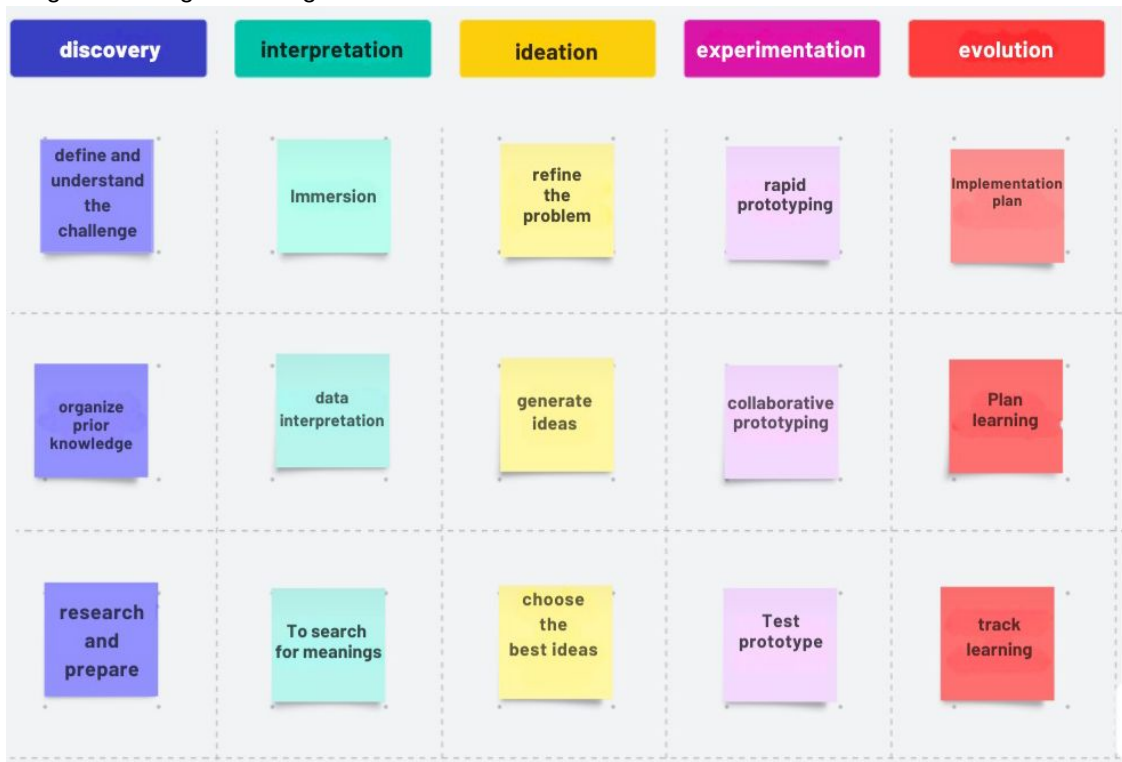 discovery
interpretation
ideation
experimentation
evolution
define and
understand
the
challenge
Immersion
refine
the
problem
rapid
prototyping
Implementation
plan
organize
prior
knowledge
data
interpretation
generate
ideas
collaborative
prototyping
Plan
learning
research
and
prepare
To search
for meanings
choose
the
best ideas
Test
prototype
track
learning